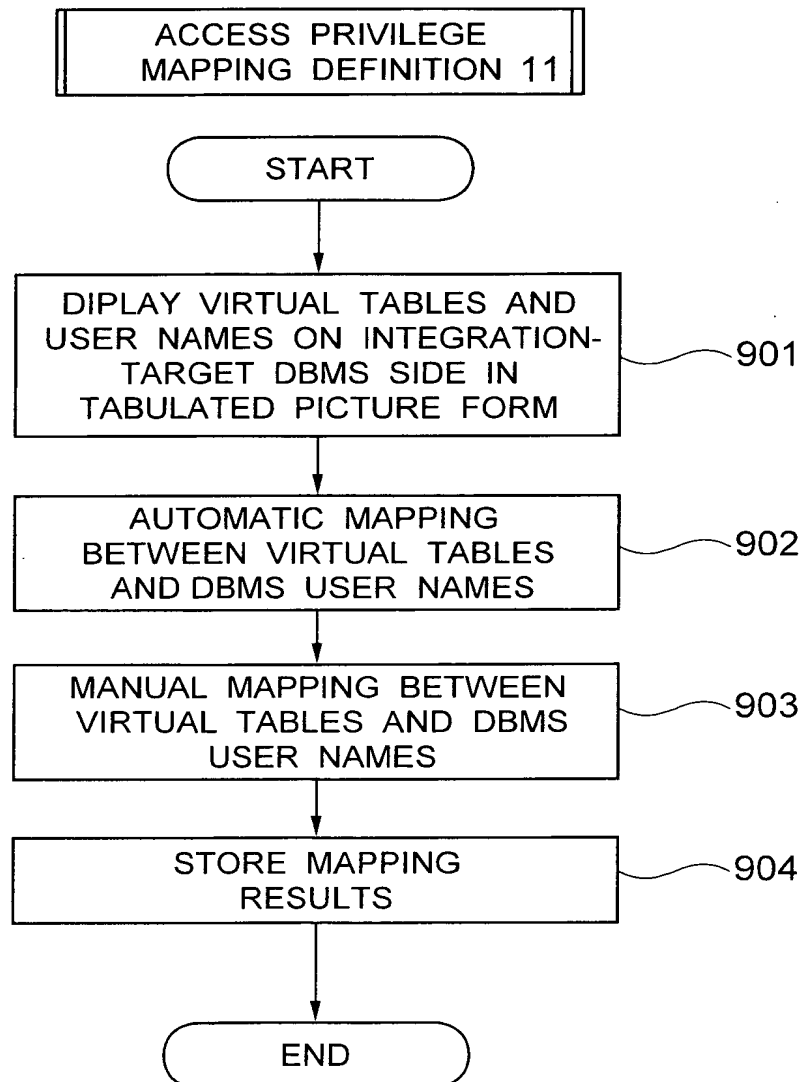 ACCESS PRIVILEGE
MAPPING DEFINITION 11
START
DIPLAY VIRTUAL TABLES AND
USER NAMES ON INTEGRATION-
TARGET DBMS SIDE IN
TABULATED PICTURE FORM
901
AUTOMATIC MAPPING
BETWEEN VIRTUAL TABLES
AND DBMS USER NAMES
902
MANUAL MAPPING BETWEEN
VIRTUAL TABLES AND DBMS
USER NAMES
903
STORE MAPPING
RESULTS
904
END